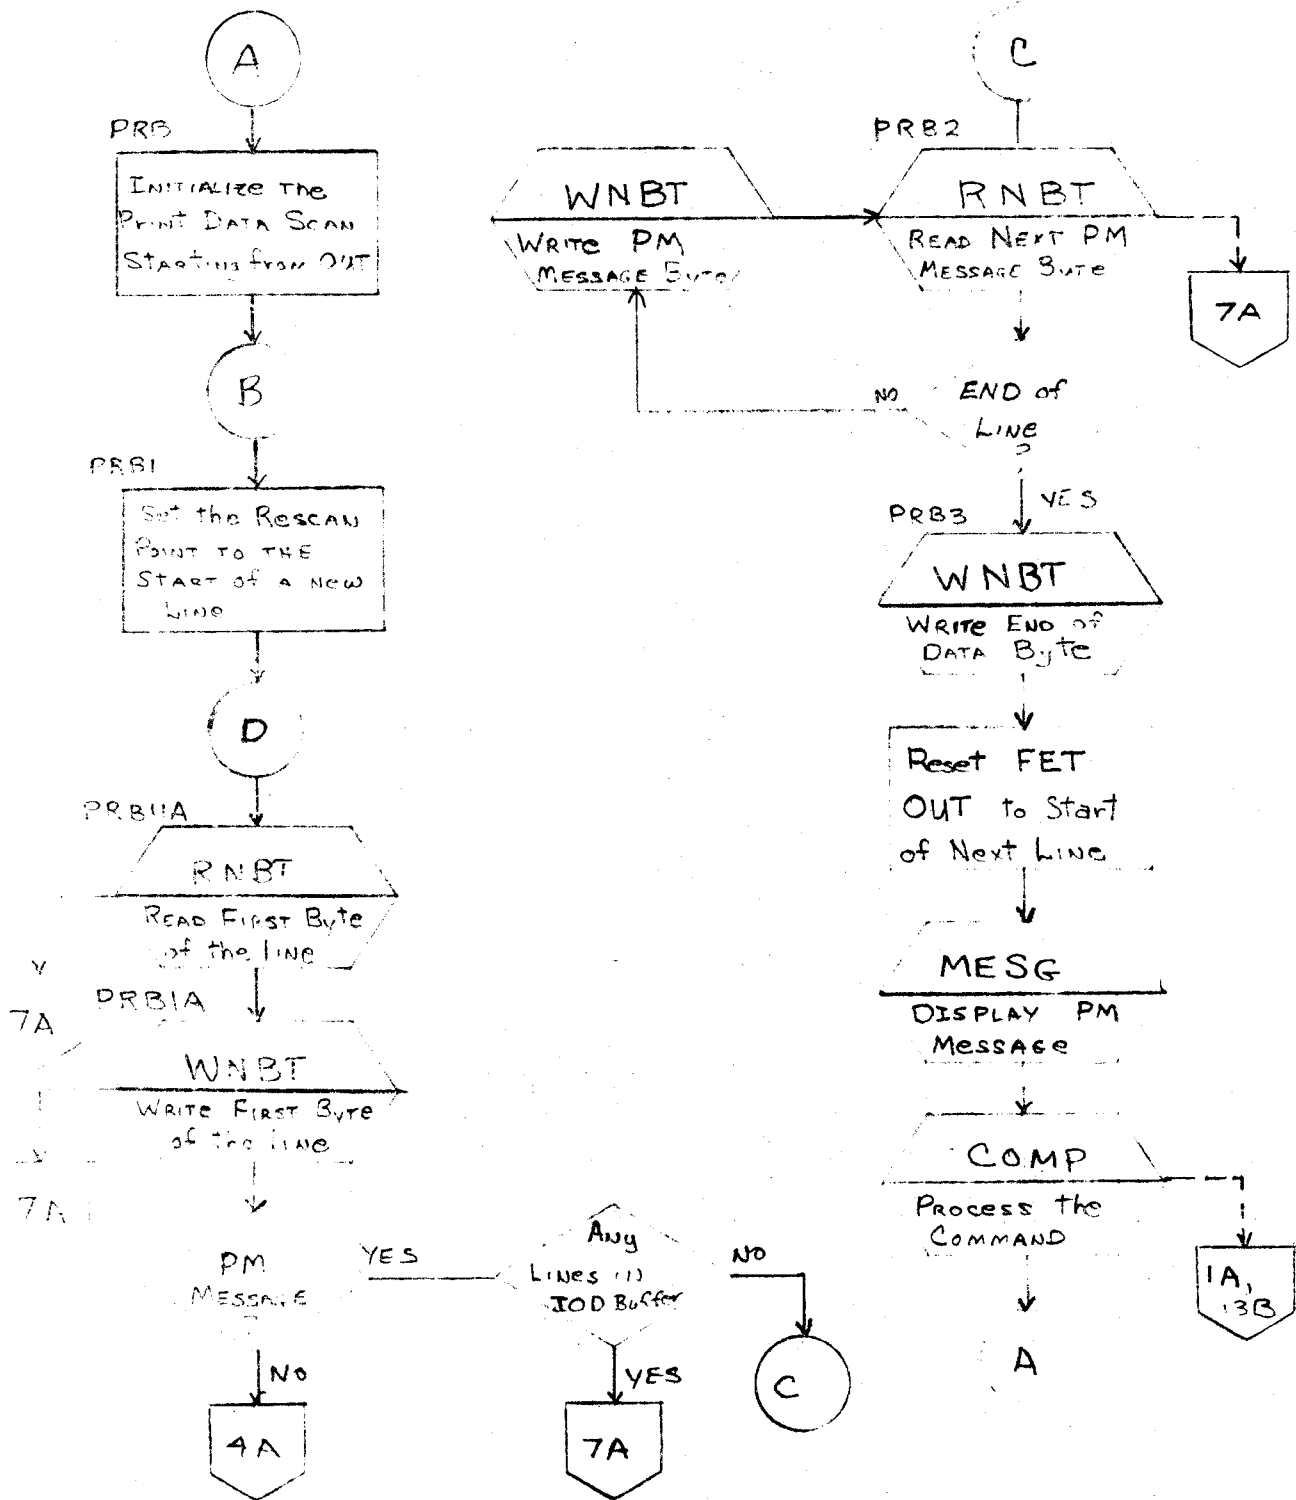 A
PRB
INITIALIZE THE
PRINT DATA SCAN
STARTING from OUT
B
PRB1
Set the RESCAN
POINT TO THE
START of A NEW
LINE
D
PRB11A
RNBT
READ FIRST Byte
of the LINE
7A
PRB1A
WNBT
WRITE FIRST BYTE
of the LINE
7A
PM
MESSAGE
YES
NO
4A
Any
LINES IN
IOD Buffer
NO
YES
7A
C
C
PRB2
WNBT
WRITE PM
MESSAGE Byte
RNBT
READ NEXT PM
MESSAGE Byte
7A
NO
END of
LINE
?
YES
PRB3
WNBT
WRITE END of
DATA Byte
Reset FET
OUT to Start
of Next LINE
MESG
DISPLAY PM
MESSAGE
COMP
PROCESS the
COMMAND
1A,
13B
A